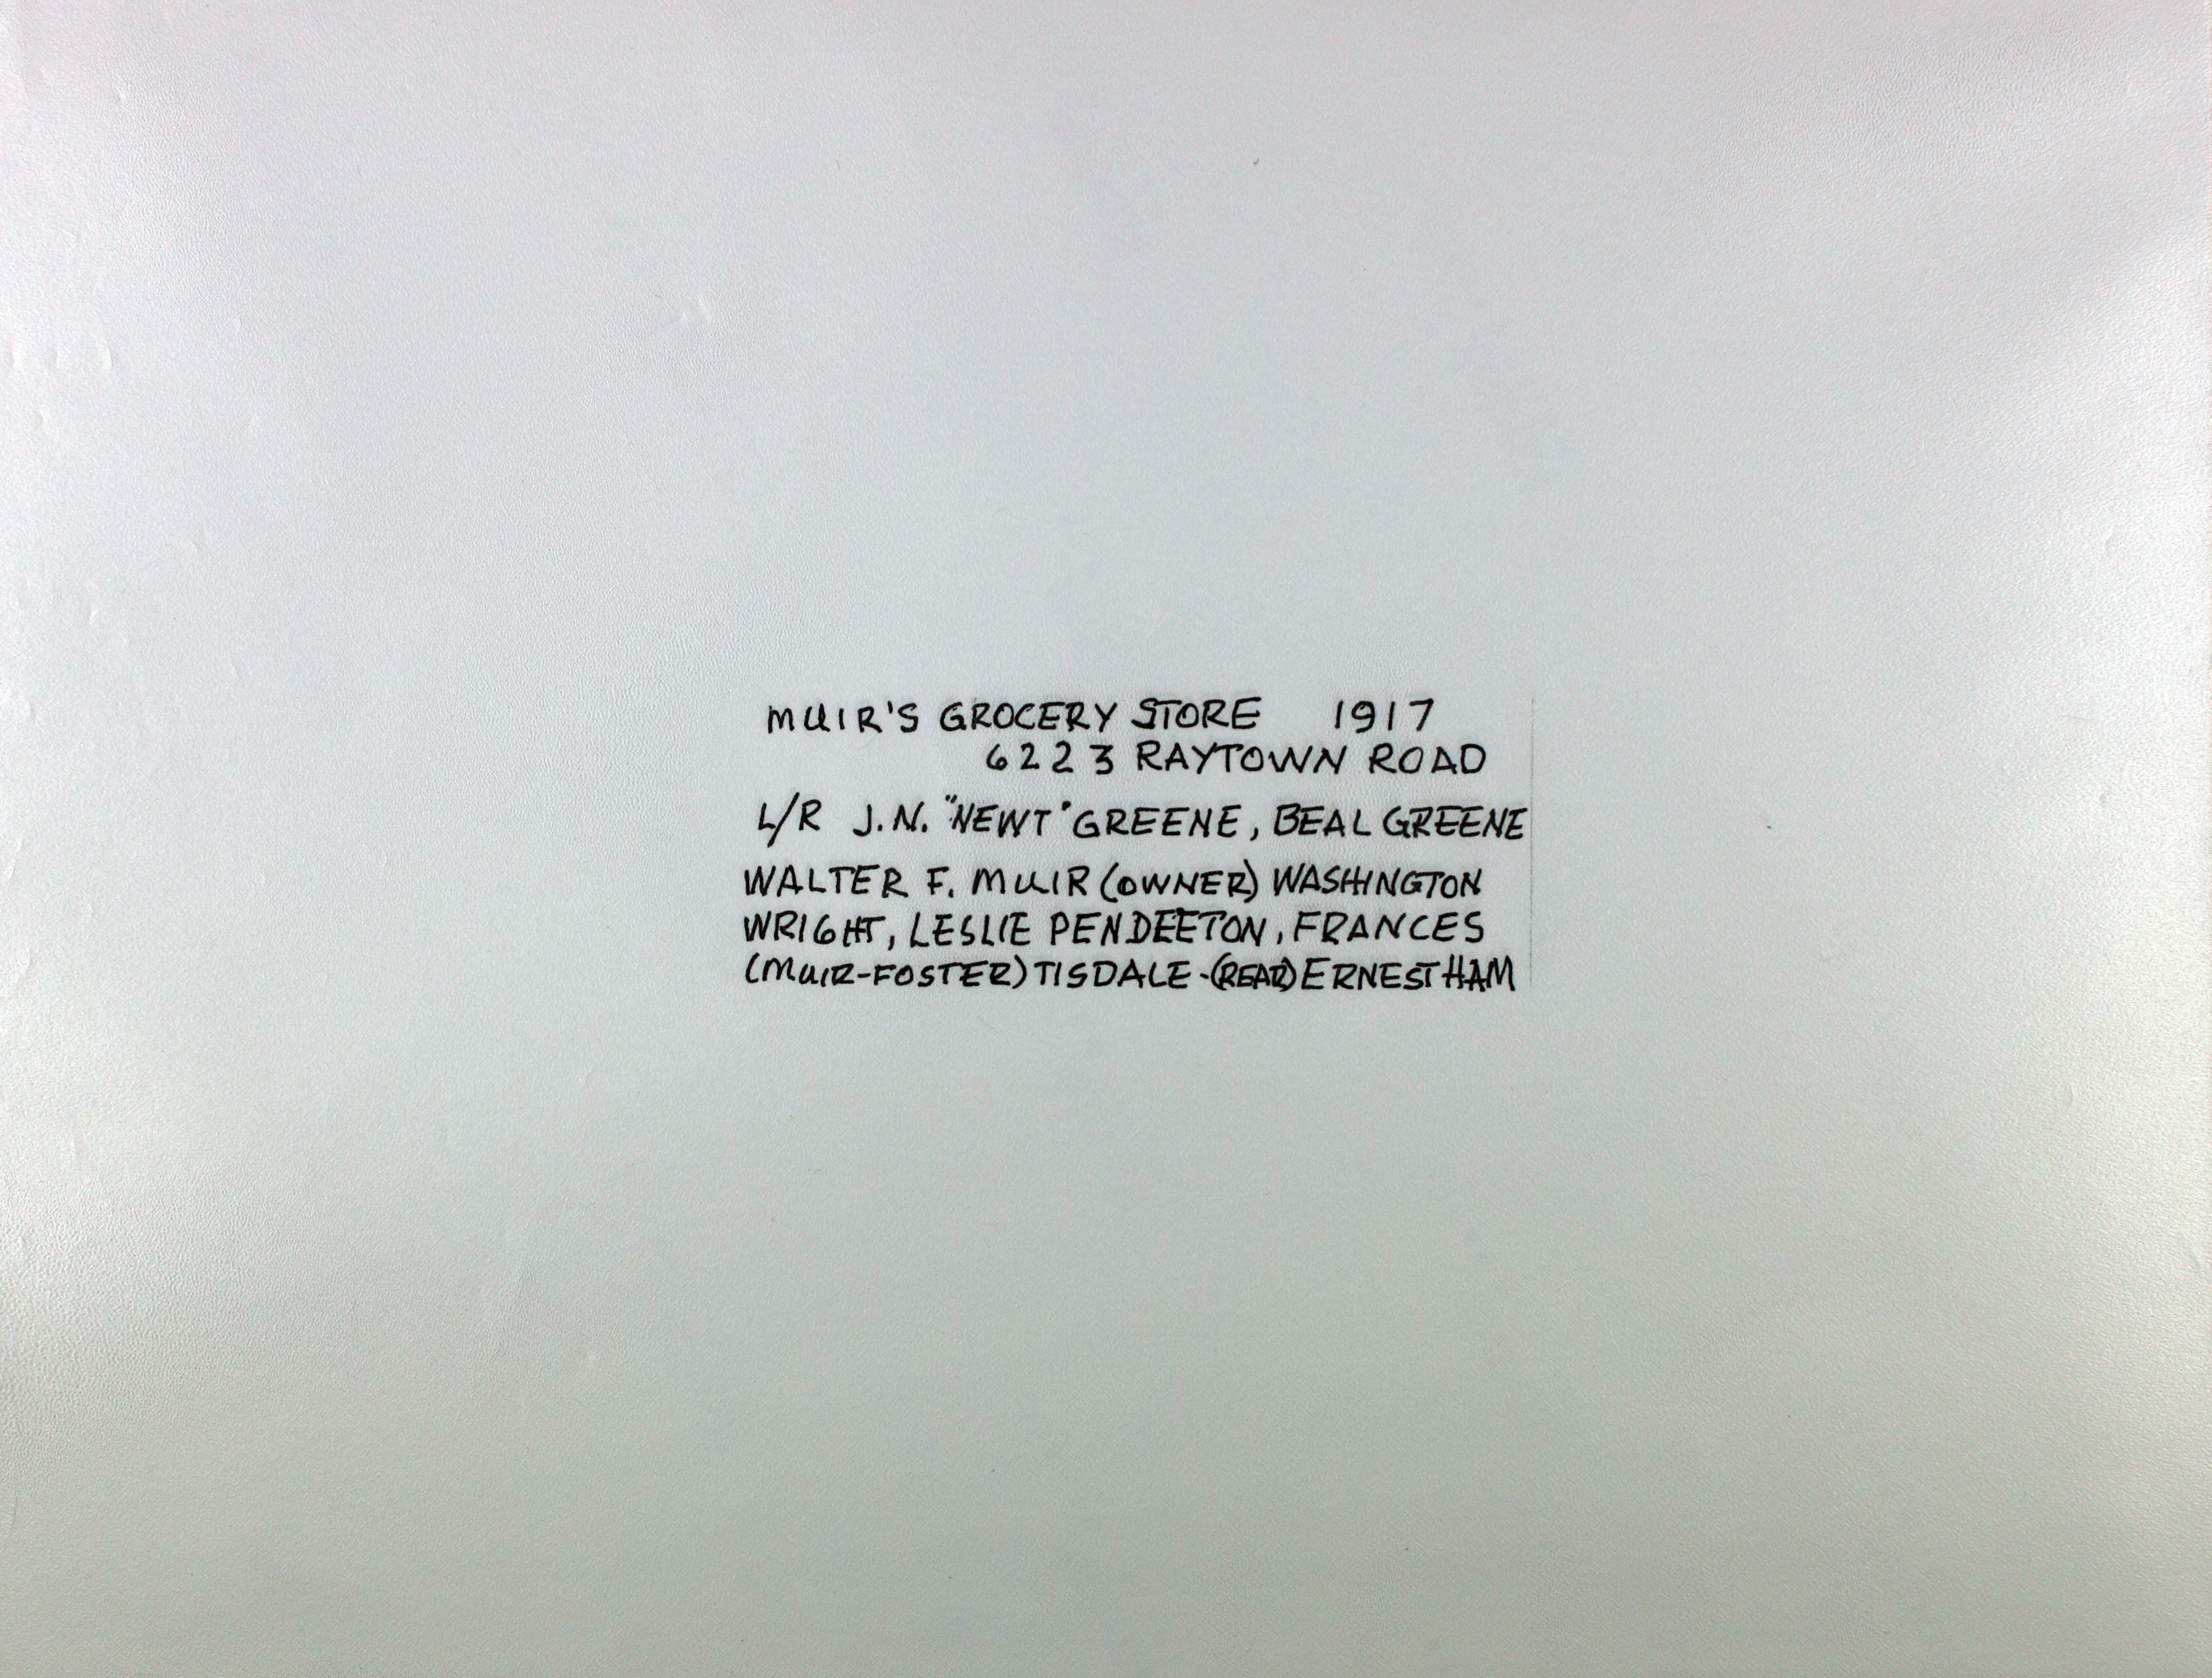 MUIR'S GROCERY STORE 1917
6223 RAYTOWN ROAD
L/R J.N. "NEWT" GREENE, BEAL GREENE
WALTER F. MUIR (OWNER) WASHINGTON
WRIGHT, LESLIE PENDEETON, FRANCES
(MUIR-FOSTER) TISDALE - (REAR) ERNEST HAM